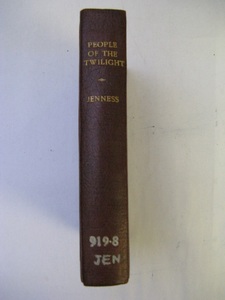 PEOPLE
OF THE
TWILIGHT
JENNESS
919-8
JEN